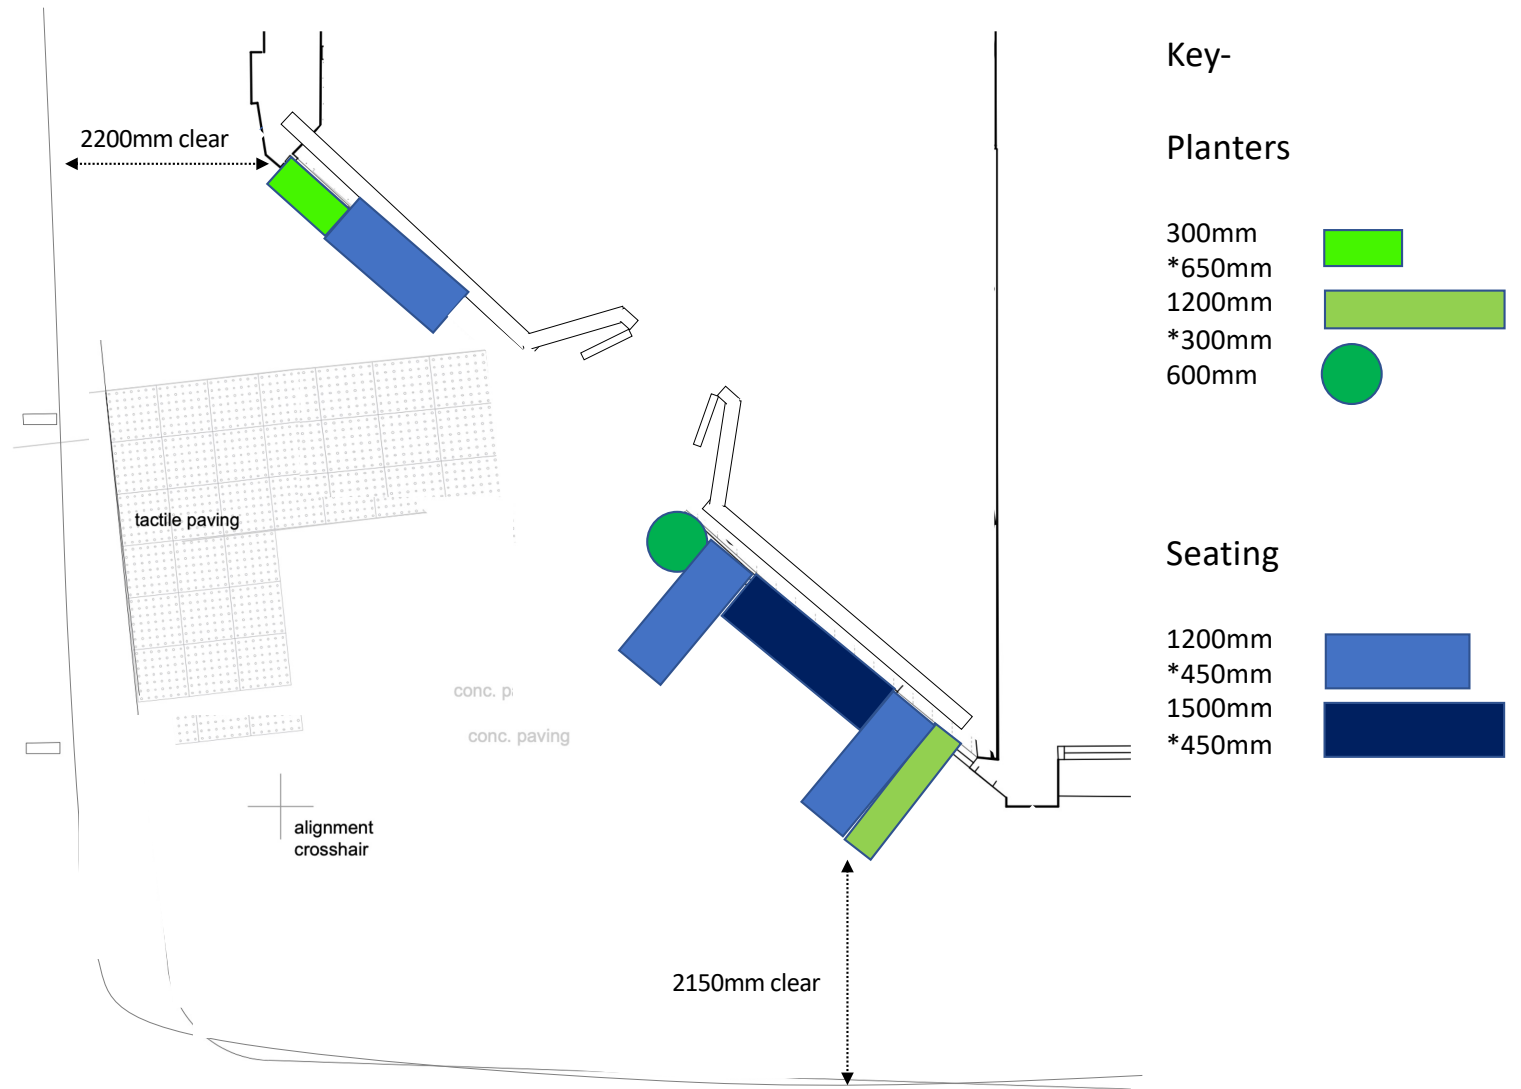 2200mm clear
tactile paving
conc. p
conc. paving
alignment
crosshair
2150mm clear
Key-
Planters
300mm
*650mm
1200mm
*300mm
600mm
Seating
1200mm
*450mm
1500mm
*450mm